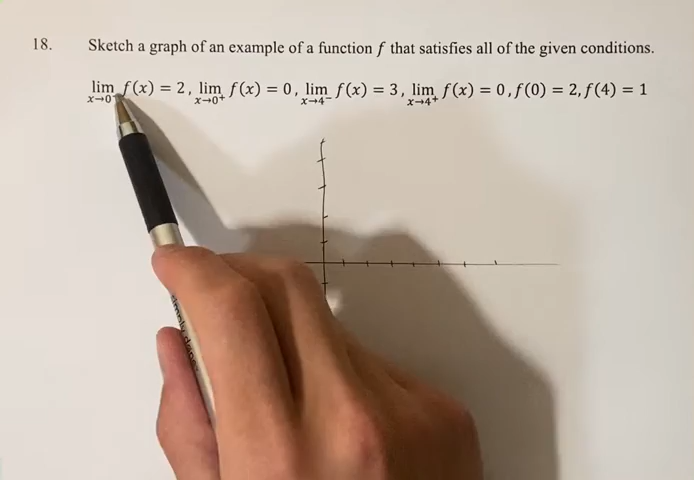 18. Sketch a graph of an example of a function f that satisfies all of the given conditions.
lim x→0⁻ f(x) = 2, lim x→0⁺ f(x) = 0, lim x→4⁻ f(x) = 3, lim x→4⁺ f(x) = 0, f(0) = 2, f(4) = 1